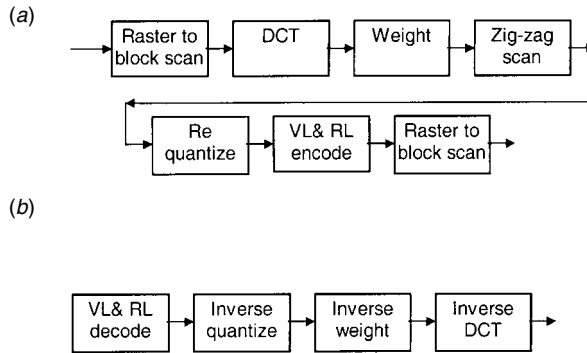 (a)
Raster to
block scan
DCT
Weight
Zig-zag
scan
Re
quantize
VL& RL
encode
Raster to
block scan
(b)
VL& RL
decode
Inverse
quantize
Inverse
weight
Inverse
DCT